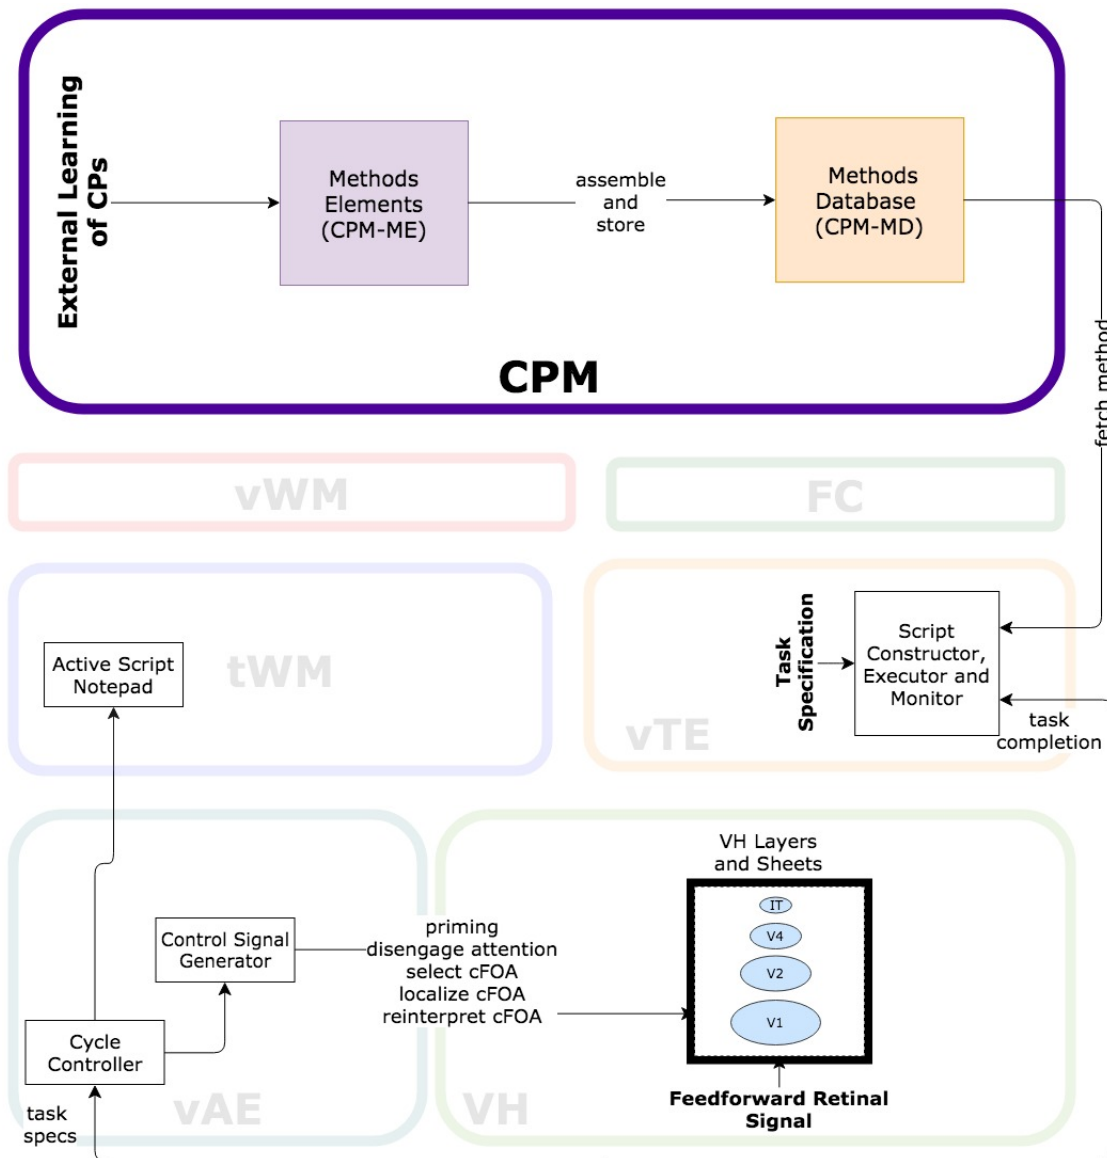 External Learning
of CPs
Methods
Elements
(CPM-ME)
assemble
and
store
Methods
Database
(CPM-MD)
CPM
fetch method
vWM
FC
Active Script
Notepad
tWM
Task
Specification
Script
Constructor,
Executor and
Monitor
vTE
task
completion
VH Layers
and Sheets
IT
V4
V2
V1
Control Signal
Generator
priming
disengage attention
select cFOA
localize cFOA
reinterpret cFOA
Cycle
Controller
vAE
VH
Feedforward Retinal
Signal
task
specs